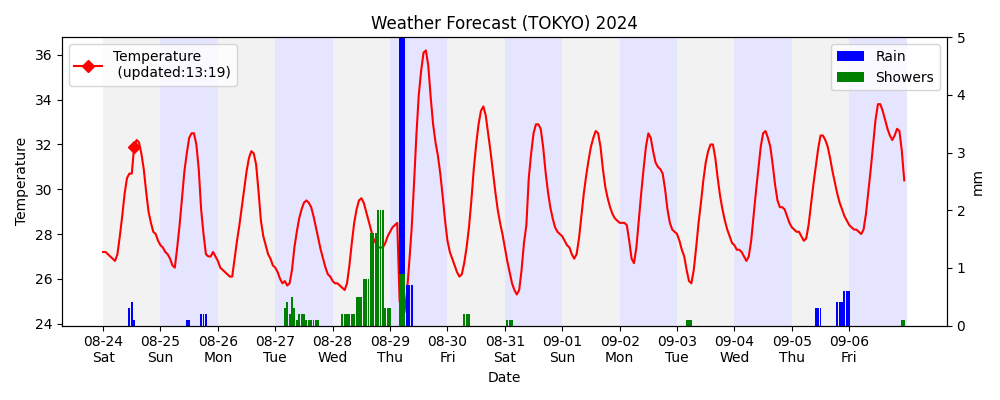 Weather Forecast (TOKYO) 2024
Temperature
(updated:13:19)
Rain
Showers
Temperature
36
34
32
30
28
26
24
5
4
3
2
1
0
mm
08-24 08-25 08-26 08-27 08-28 08-29 08-30 08-31 09-01 09-02 09-03 09-04 09-05 09-06
Sat Sun Mon Tue Wed Thu Fri Sat Sun Mon Tue Wed Thu Fri
Date